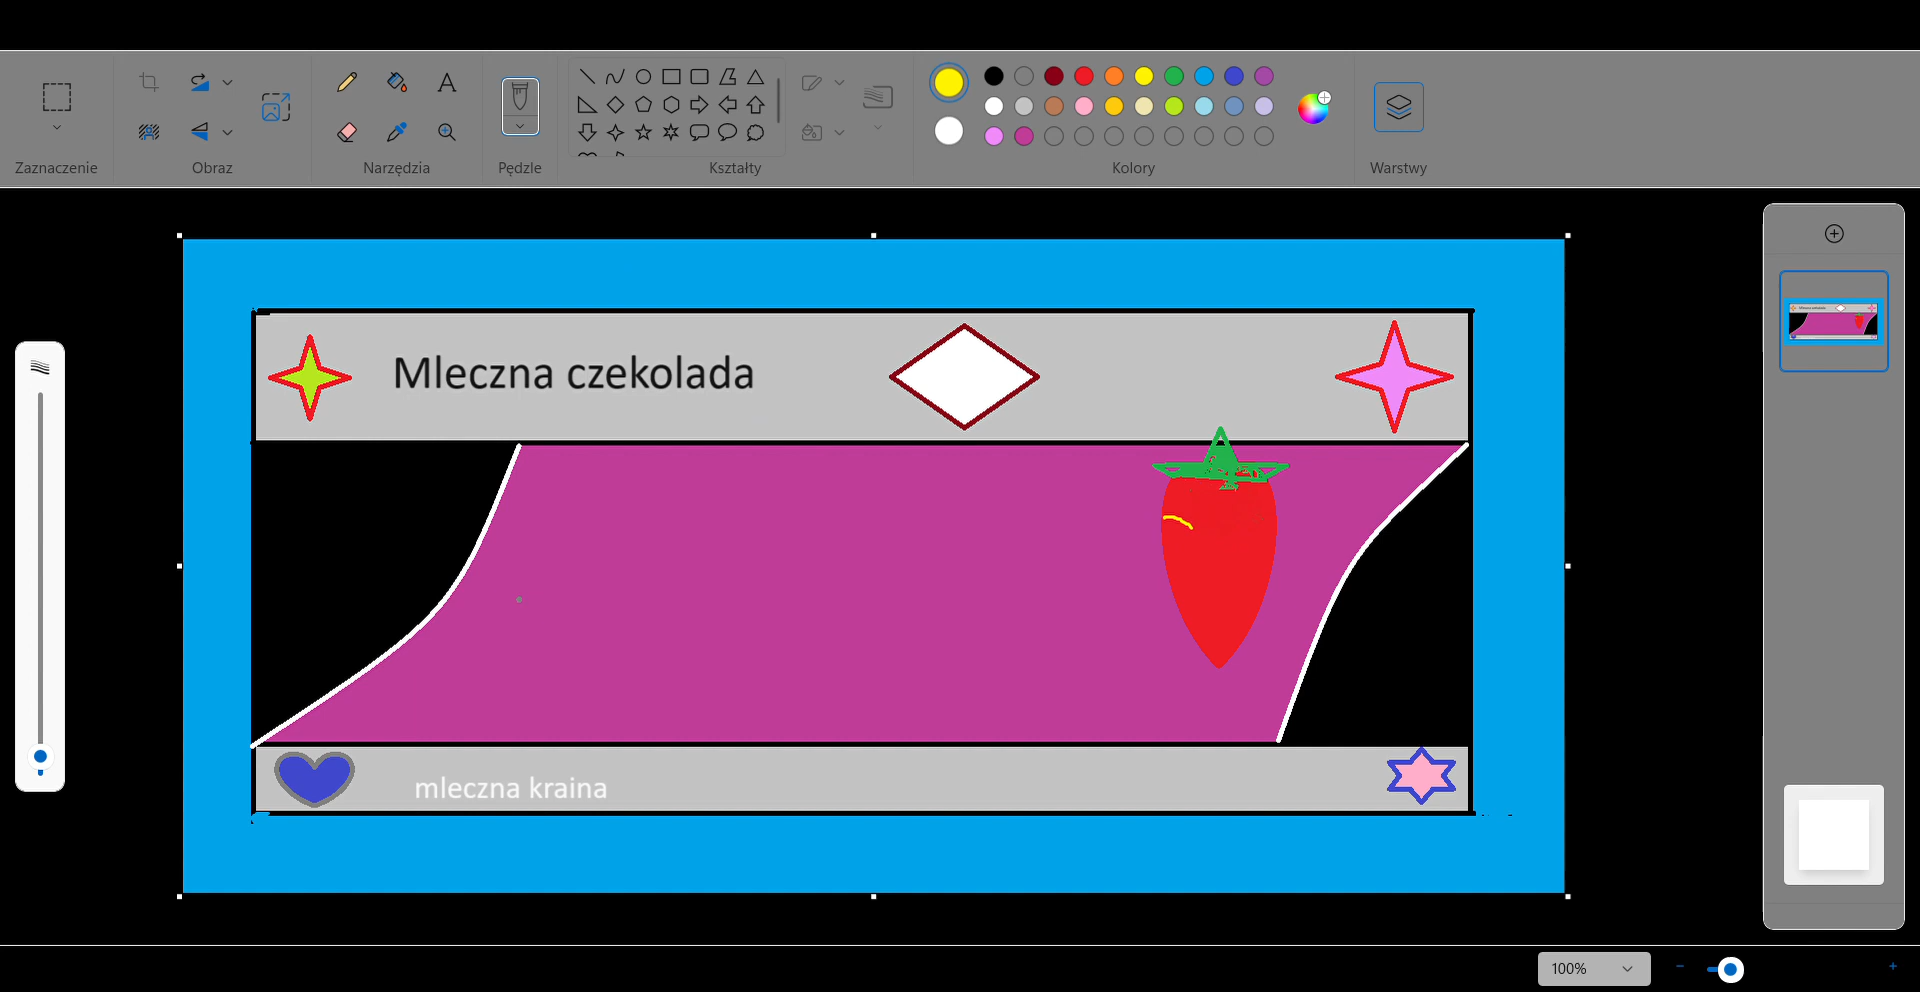 Zaznaczenie
Obraz
Narzędzia
Pędzle
Kształty
Kolory
Warstwy
Mleczna czekolada
mleczna kraina
100%